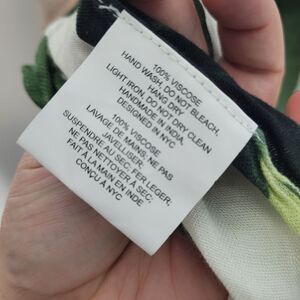 100% VISCOSE
HAND WASH, DO NOT BLEACH,
HANG DRY,
LIGHT IRON, DO NOT DRY CLEAN
HANDMADE IN INDIA
DESIGNED IN NYC
100% VISCOSE
LAVAGE DE MAINS; NE PAS
JAVELLISER;
SUSPENDRE AU SEC; FER LEGER;
NE PAS NETTOYER À SEC
FAIT À LA MAIN EN INDE
CONÇU À NYC